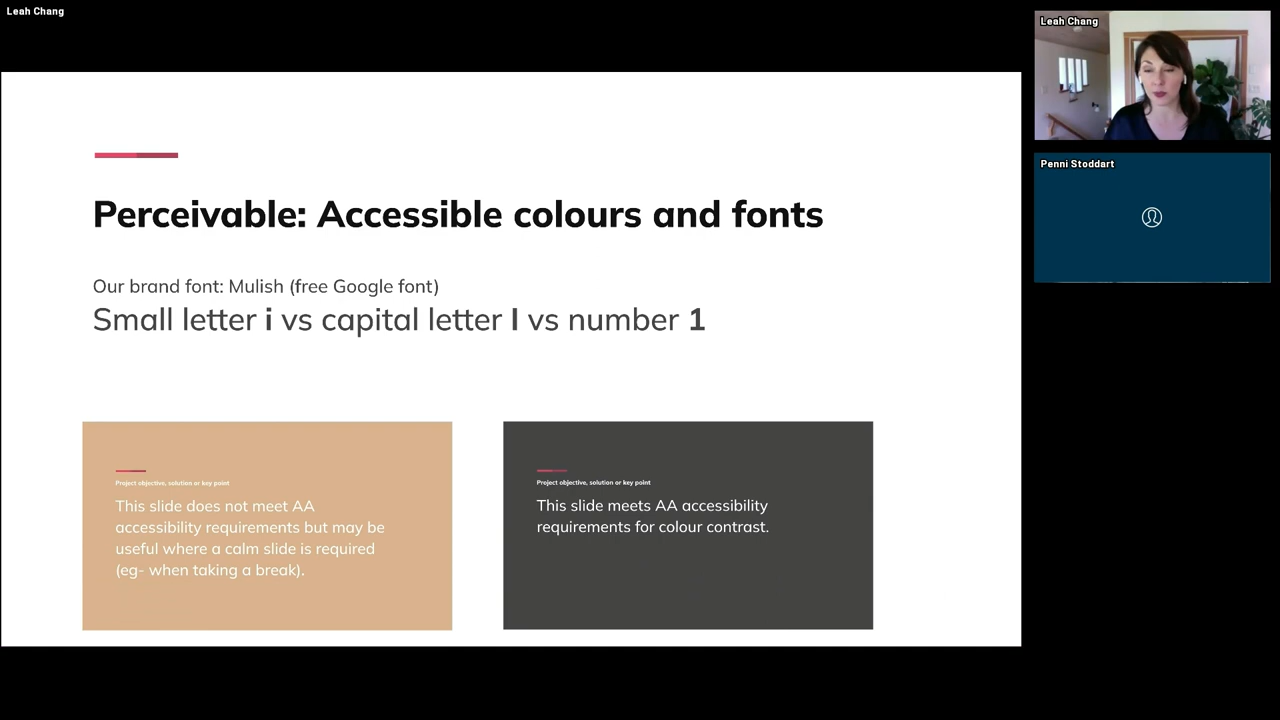 Leah Chang
Perceivable: Accessible colours and fonts
Our brand font: Mulish (free Google font)
Small letter i vs capital letter I vs number 1
Project objective, solution or key point
This slide does not meet AA
accessibility requirements but may be
useful where a calm slide is required
(eg- when taking a break).
Project objective, solution or key point
This slide meets AA accessibility
requirements for colour contrast.
Leah Chang
Penni Stoddart